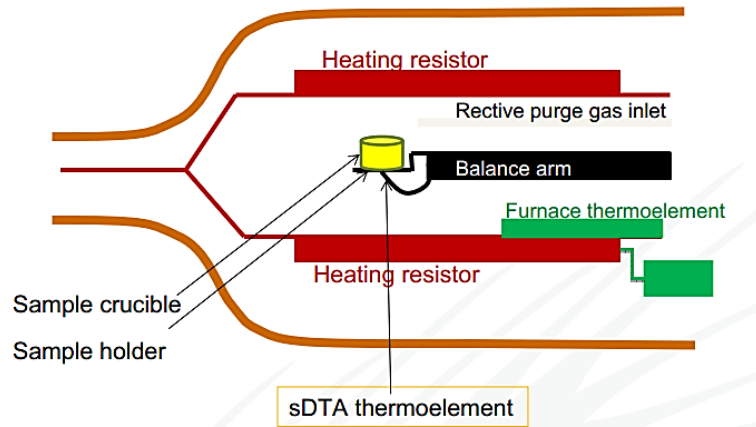 Heating resistor
Rective purge gas inlet
Balance arm
Furnace thermoelement
Heating resistor
Sample crucible
Sample holder
sDTA thermoelement